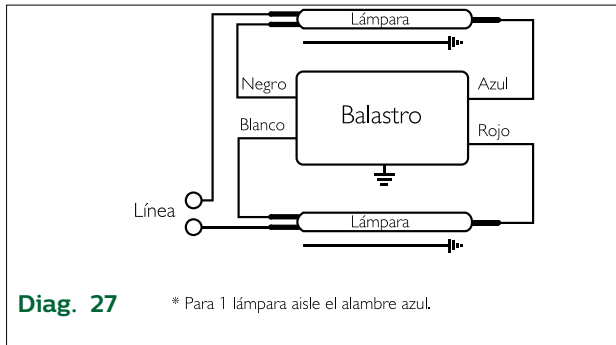 Lámpara
Negro
Azul
Balastro
Blanco
Rojo
Línea
Lámpara
Diag. 27
* Para 1 lámpara aisle el alambre azul.